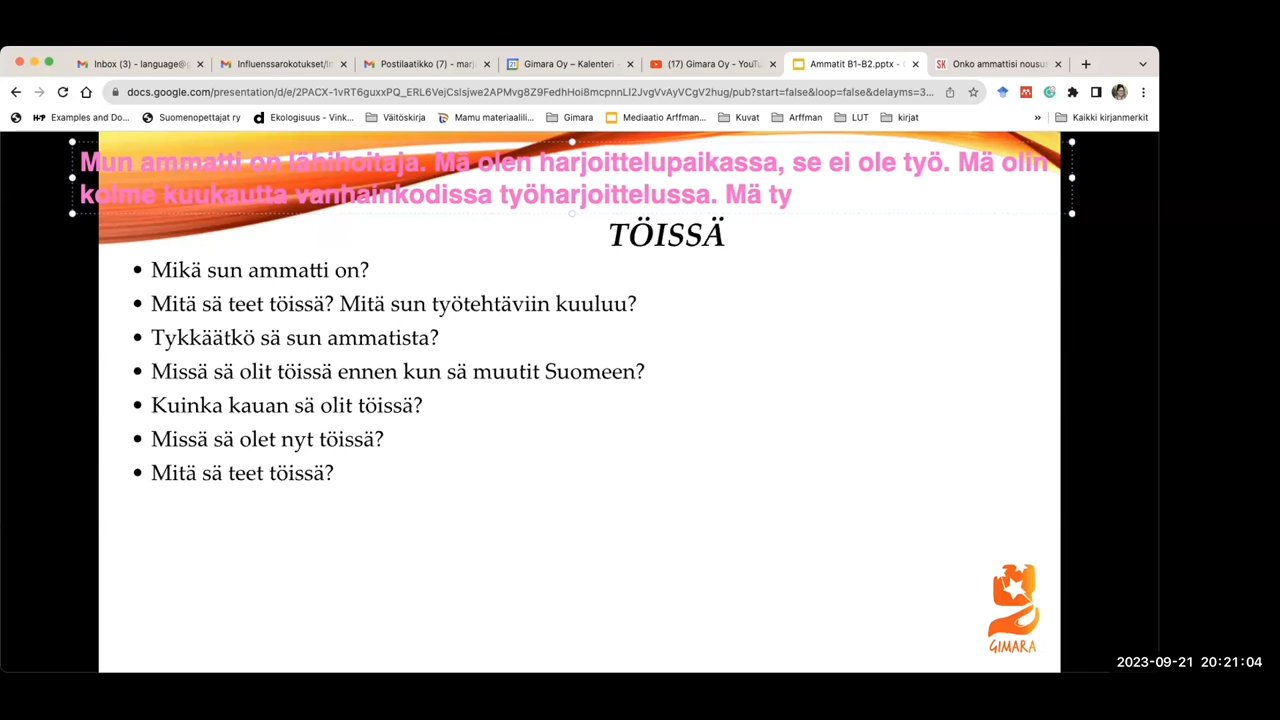 Inbox (3) - language@
Influenssarokotukset/In
Postilaatikko (7) - marj
Gimara Oy – Kalenteri -
(17) Gimara Oy - YouTu
Ammatit B1-B2.pptx - G
Onko ammattisi nousus
docs.google.com/presentation/d/e/2PACX-1vRT6guxxPQ_ERL6VejCslsjwe2APMvg8Z9FedhHoi8mcpnnLI2JvgVvAyVCgV2hug/pub?start=false&loop=false&delayms=3...
Examples and Do...
Suomenopettajat ry
Ekologisuus - Vink...
Väitöskirja
Mamu materiaalil...
Gimara
Mediaatio Arffman...
Kuvat
Arffman
LUT
kirjat
»
Kaikki kirjanmerkit
Mun ammatti on lähihoitaja. Mä olen harjoittelupaikassa, se ei ole työ. Mä olin
kolme kuukautta vanhainkodissa työharjoittelussa. Mä ty
TÖISSÄ
• Mikä sun ammatti on?
• Mitä sä teet töissä? Mitä sun työtehtäviin kuuluu?
• Tykkäätkö sä sun ammatista?
• Missä sä olit töissä ennen kun sä muutit Suomeen?
• Kuinka kauan sä olit töissä?
• Missä sä olet nyt töissä?
• Mitä sä teet töissä?
GIMARA
2023-09-21 20:21:04